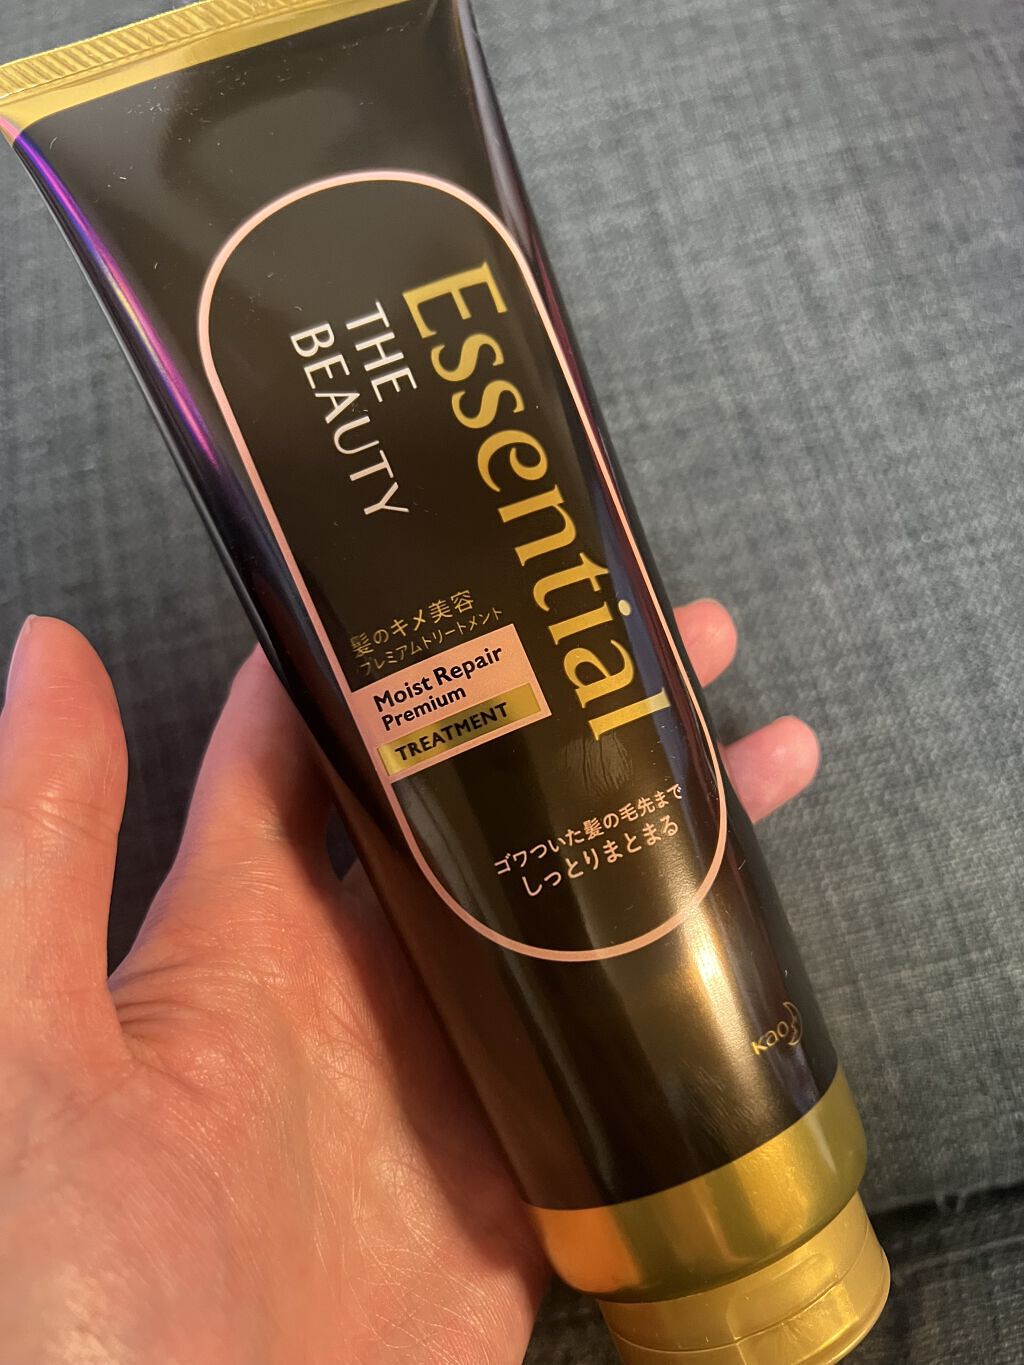 Essential
THE
BEAUTY
髪のキメ美容
プレミアムトリートメント
Moist Repair
Premium
TREATMENT
ゴワついた髪の毛先まで
しっとりまとまる
Kao